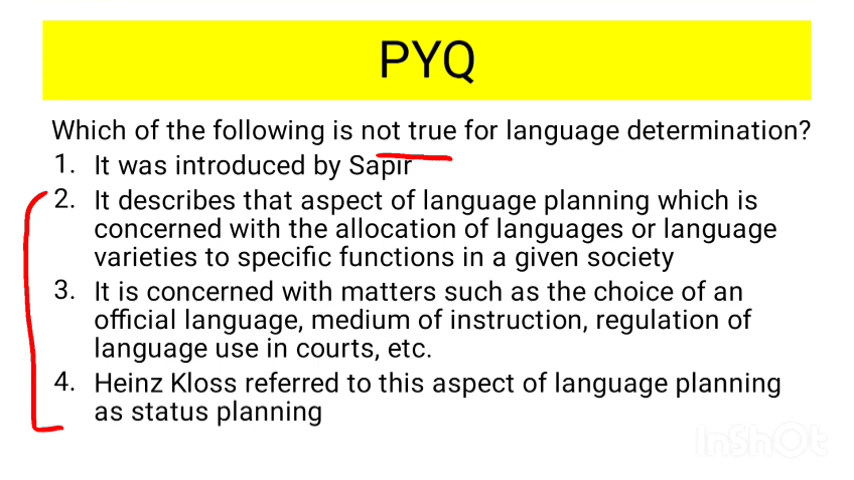 PYQ
Which of the following is not true for language determination?
1. It was introduced by Sapir
2. It describes that aspect of language planning which is
concerned with the allocation of languages or language
varieties to specific functions in a given society
3. It is concerned with matters such as the choice of an
official language, medium of instruction, regulation of
language use in courts, etc.
4. Heinz Kloss referred to this aspect of language planning
as status planning
InShOt